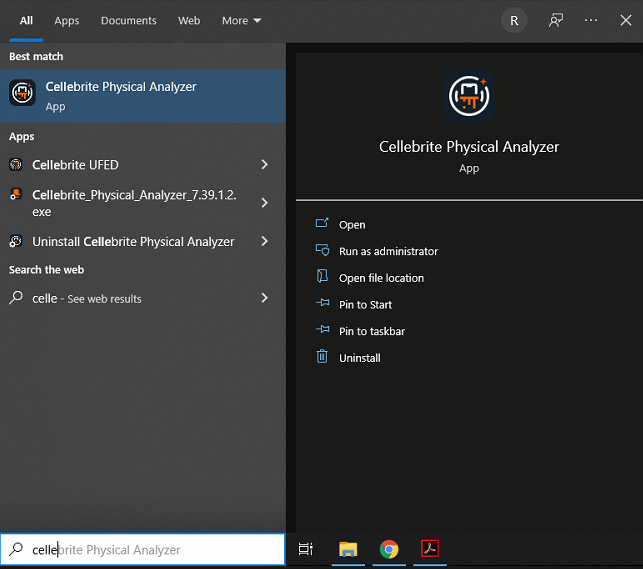 All Apps Documents Web More R
Best match
Cellebrite Physical Analyzer
App
Apps
Cellebrite UFED
Cellebrite_Physical_Analyzer_7.39.1.2.
exe
Uninstall Cellebrite Physical Analyzer
Search the web
celle - See web results
Cellebrite Physical Analyzer
App
Open
Run as administrator
Open file location
Pin to Start
Pin to taskbar
Uninstall
cellebrite Physical Analyzer